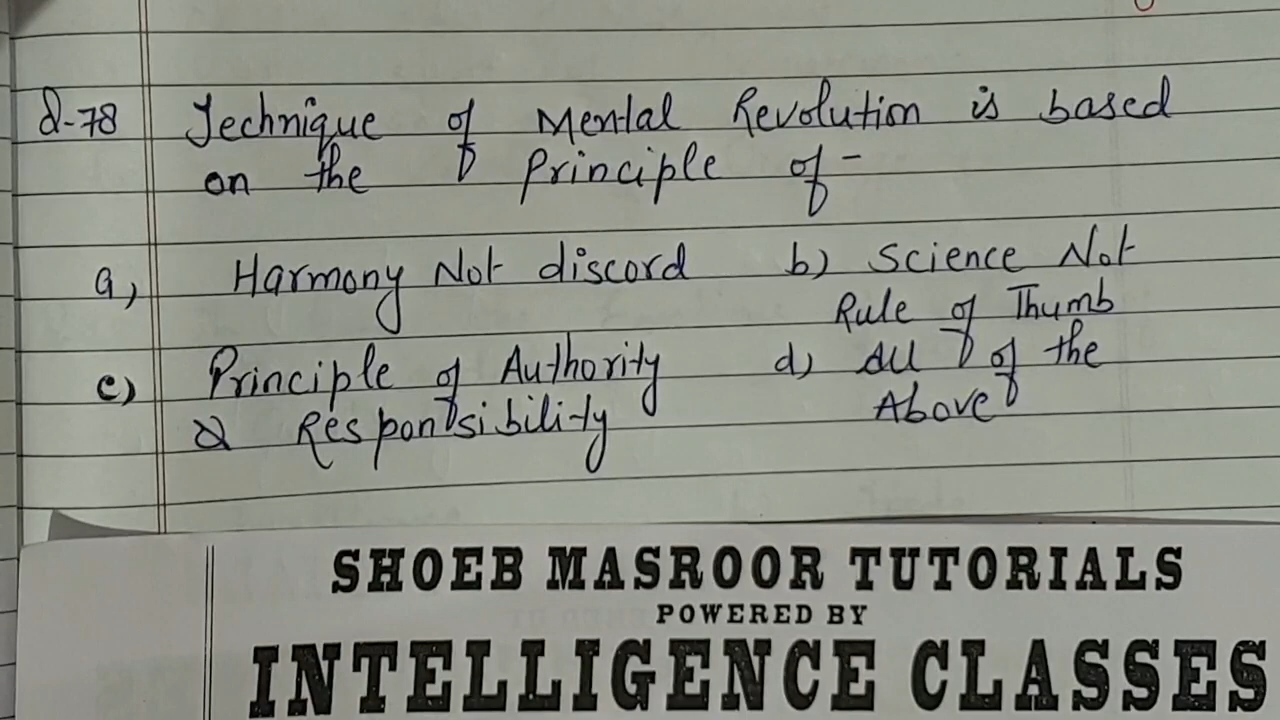 Q-78 Technique of Mental Revolution is based
on the Principle of -
a) Harmony Not discord b) Science Not
Rule of Thumb
c) Principle of Authority d) All of the
& Responsibility Above
SHOEB MASROOR TUTORIALS
POWERED BY
INTELLIGENCE CLASSES